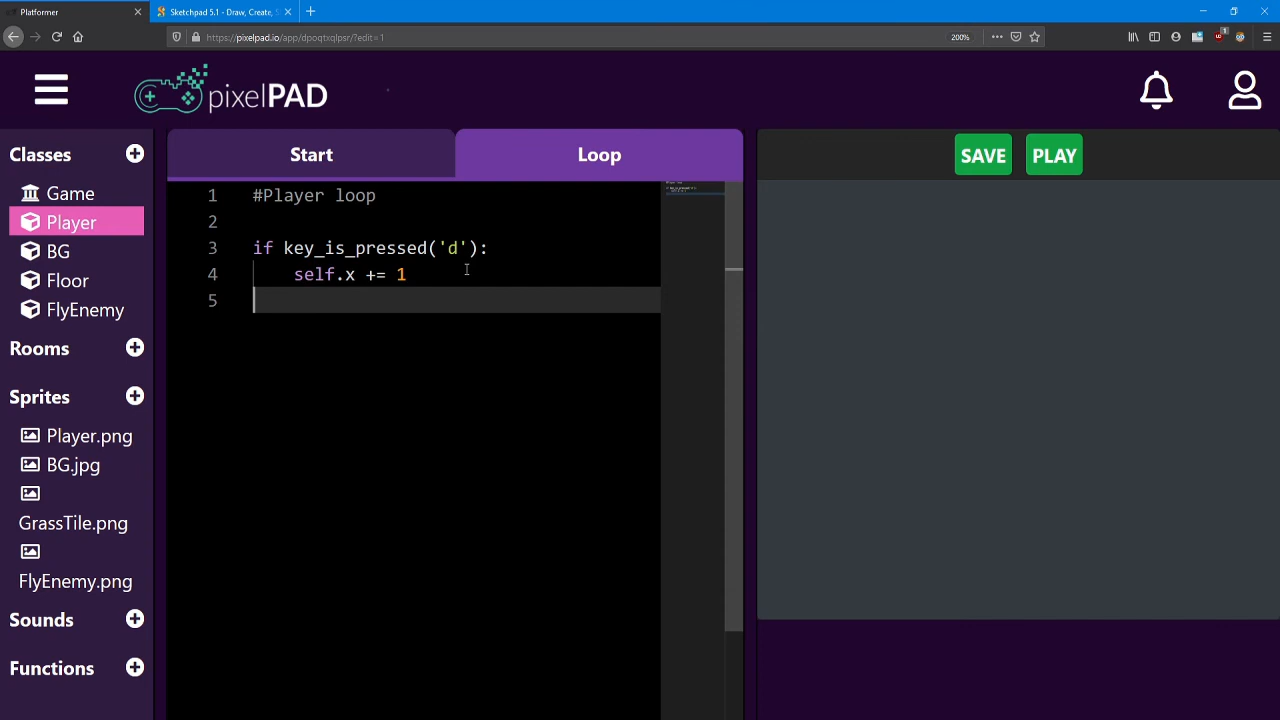 Platformer
Sketchpad 5.1 - Draw, Create, S
https://pixelpad.io/app/dpoqtxqlpsr/?edit=1
200%
pixelPAD
Classes
Game
Player
BG
Floor
FlyEnemy
Rooms
Sprites
Player.png
BG.jpg
GrassTile.png
FlyEnemy.png
Sounds
Functions
Start
Loop
1 #Player loop
2
3 if key_is_pressed('d'):
4 self.x += 1
5
SAVE
PLAY